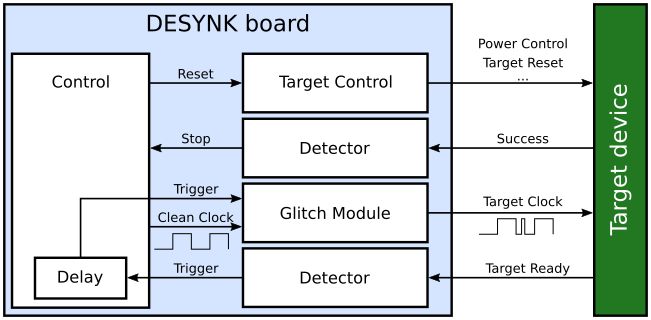 DESYNK board
Control
Reset
Target Control
Power Control
Target Reset
...
Stop
Detector
Success
Trigger
Clean Clock
Glitch Module
Target Clock
Delay
Trigger
Detector
Target Ready
Target device